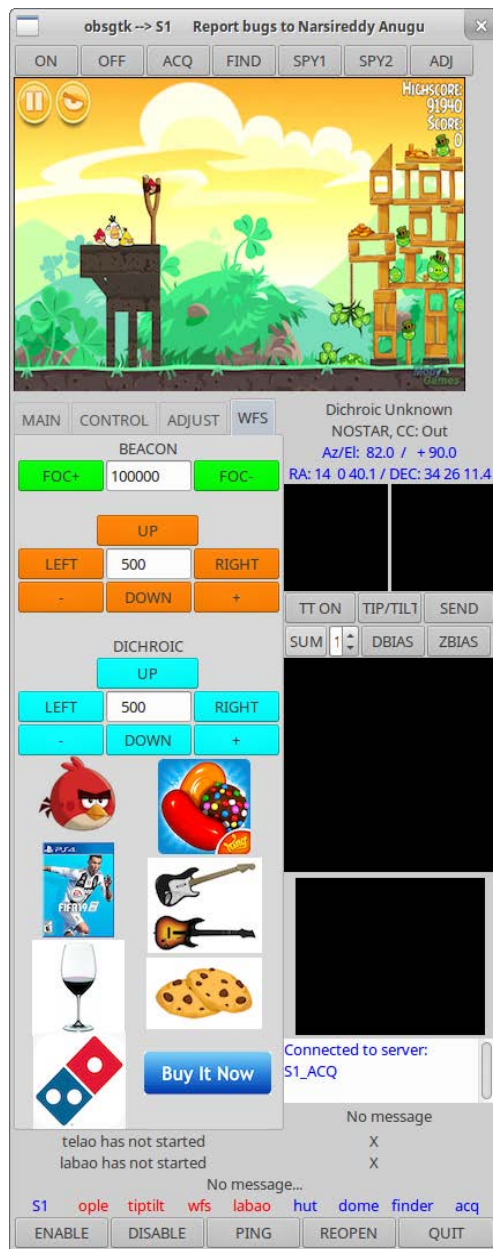 obsgtk --> S1 Report bugs to Narsireddy Anugu
ON OFF ACQ FIND SPY1 SPY2 ADJ
HIGHSCORE:
91940
SCORE:
0
Games
MAIN CONTROL ADJUST WFS
BEACON
FOC+ 100000 FOC-
UP
LEFT 500 RIGHT
- DOWN +
DICHROIC
UP
LEFT 500 RIGHT
- DOWN +
Dichroic Unknown
NOSTAR, CC: Out
Az/El: 82.0 / + 90.0
RA: 14 0 40.1 / DEC: 34 26 11.4
TT ON TIP/TILT SEND
SUM 1 DBIAS ZBIAS
King
PS4
FIFA 19
Buy It Now
Connected to server:
S1_ACQ
No message
telao has not started X
labao has not started X
No message...
S1 ople tiptilt wfs labao hut dome finder acq
ENABLE DISABLE PING REOPEN QUIT